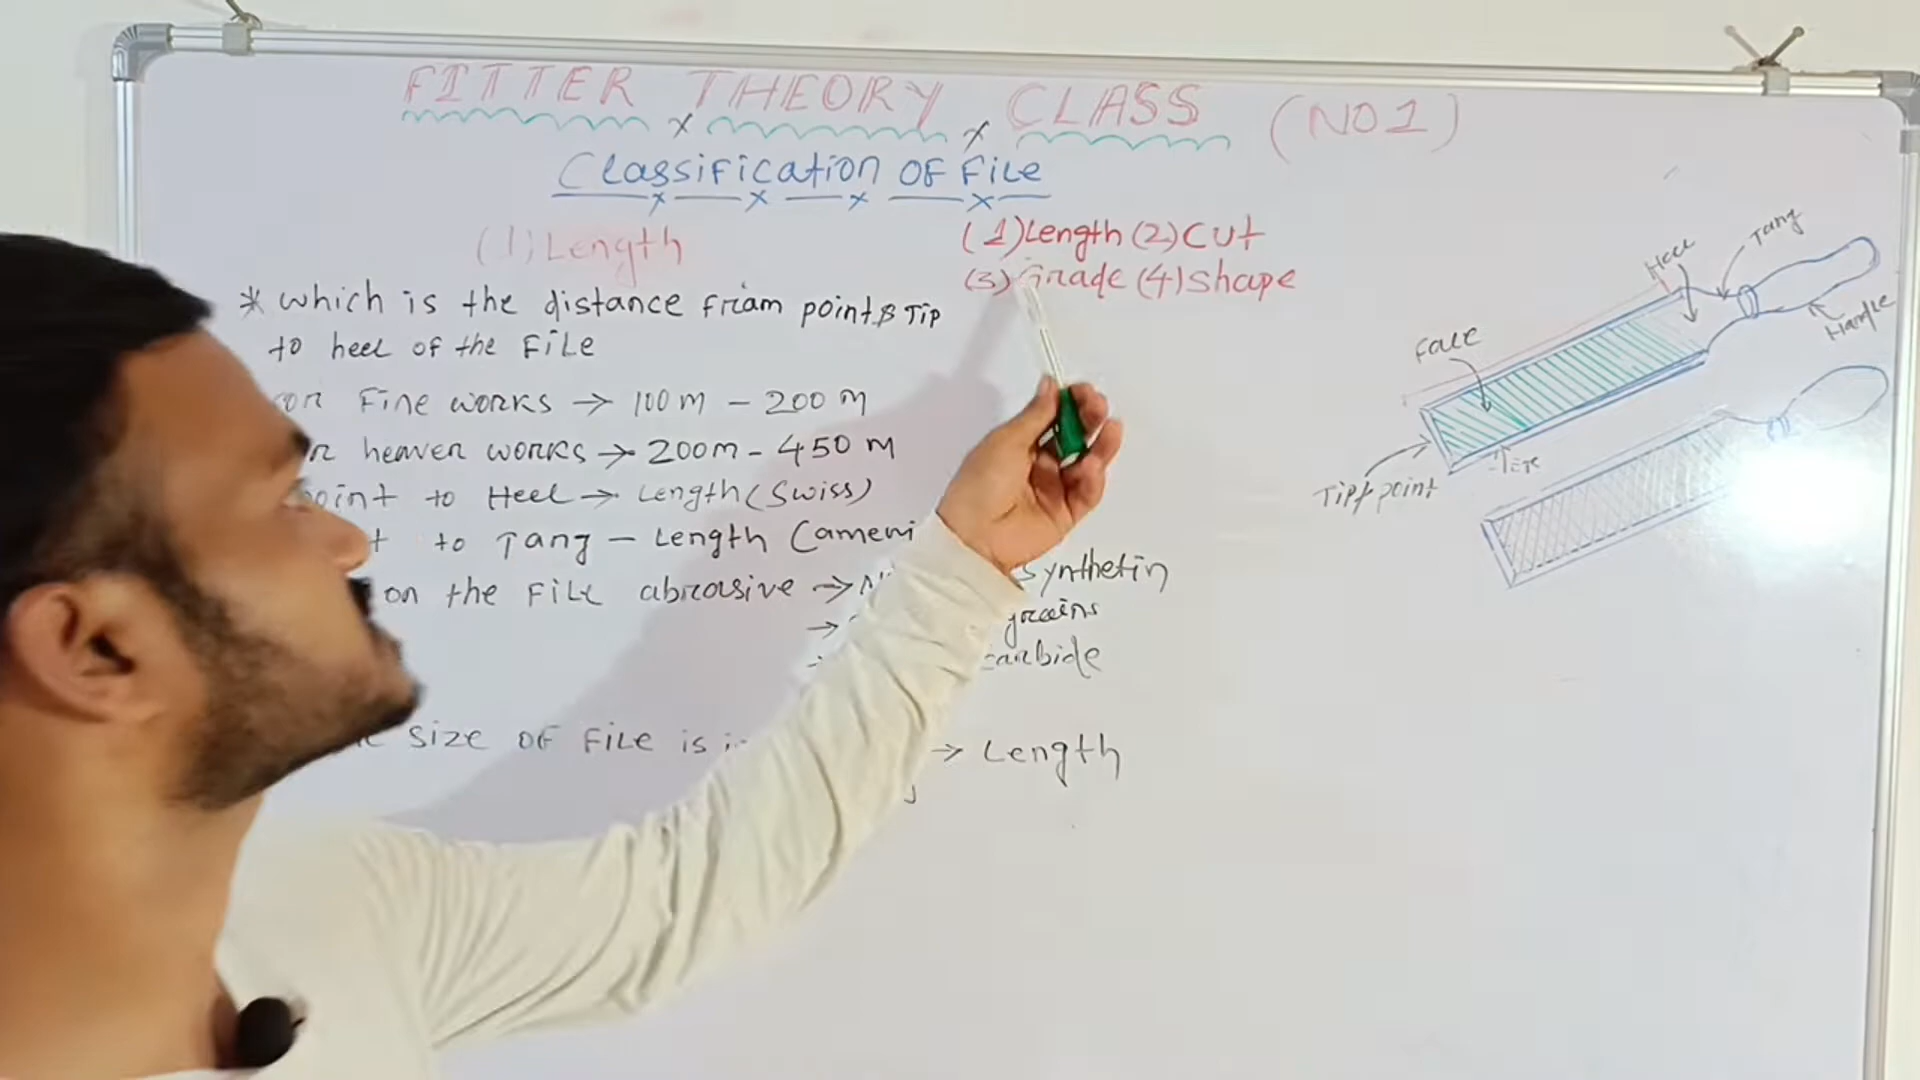 FITTER THEORY CLASS (NO1)
Classification OF File
(1) Length
(1) Length (2) Cut
(3) Grade (4) Shape
* which is the distance fram point Tip
to heel of the File
Fine works → 100 m - 200 m
heaver works → 200m - 450 m
to Heel → Length (Swiss)
to Tang - Length
on the File abrasive →
synthetin
→ grains
carbide
size of File is
→ Length
Face
Heel
Tang
Handle
Tip point